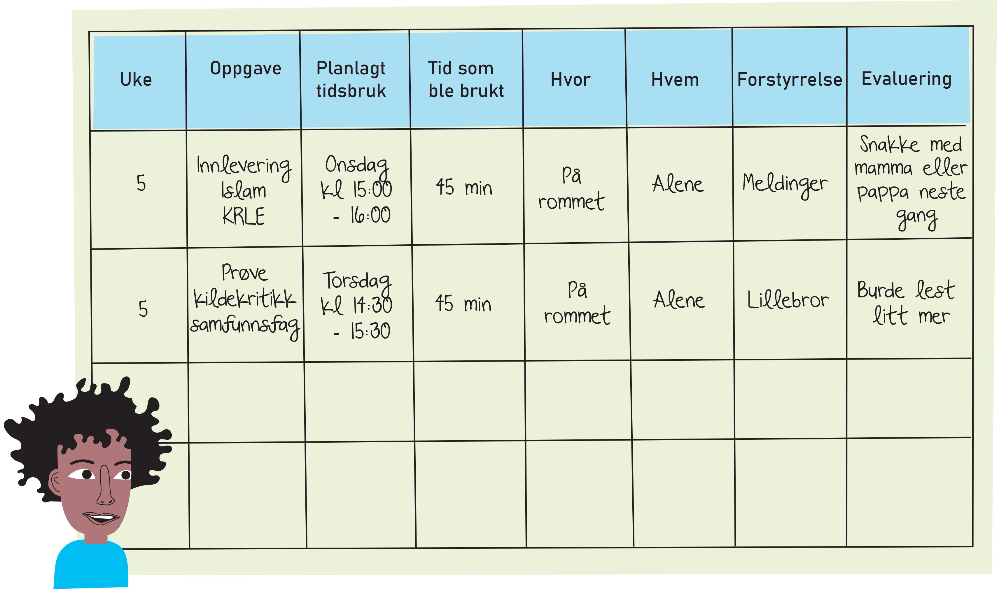 Uke
Oppgave
Planlagt
tidsbruk
Tid som
ble brukt
Hvor
Hvem
Forstyrrelse
Evaluering
5
Innlevering
Islam
KRLE
Onsdag
kl 15:00
- 16:00
45 min
På
rommet
Alene
Meldinger
Snakke med
mamma eller
pappa neste
gang
5
Prøve
kildekritikk
samfunnsfag
Torsdag
kl 14:30
- 15:30
45 min
På
rommet
Alene
Lillebror
Burde lest
litt mer